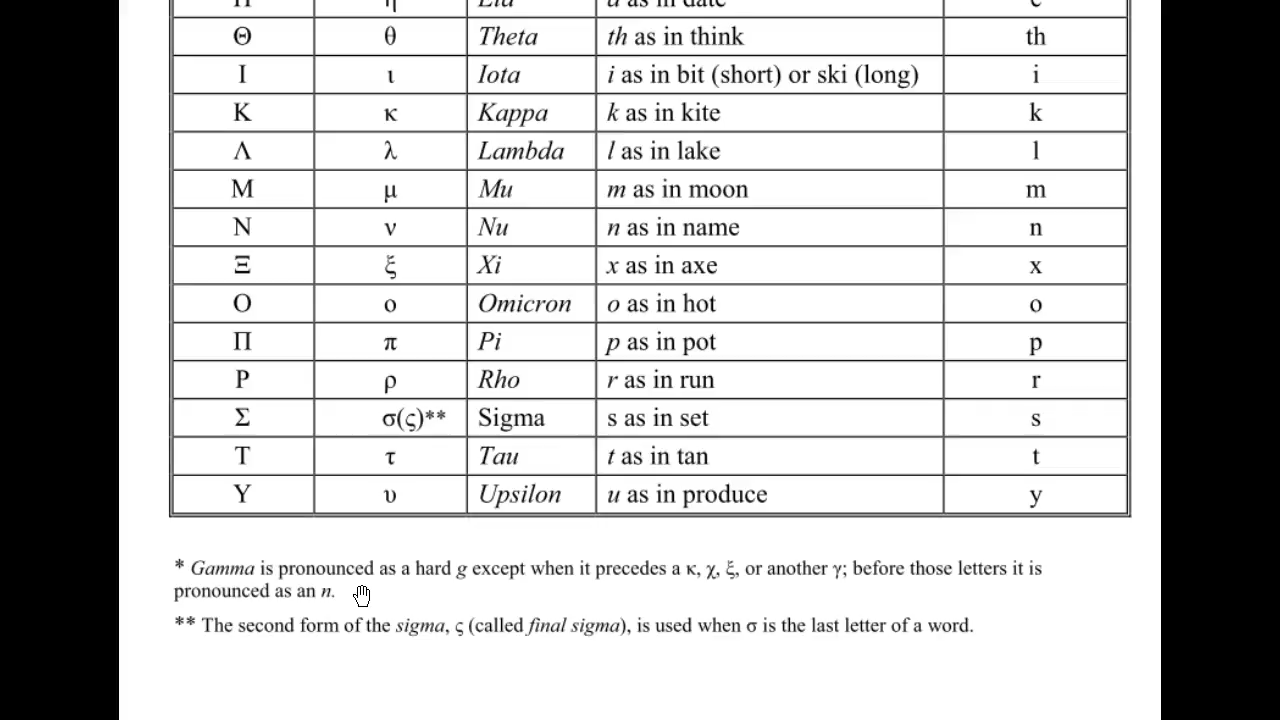 Η η Eta a as in date e
Θ θ Theta th as in think th
Ι ι Iota i as in bit (short) or ski (long) i
Κ κ Kappa k as in kite k
Λ λ Lambda l as in lake l
Μ μ Mu m as in moon m
Ν ν Nu n as in name n
Ξ ξ Xi x as in axe x
Ο ο Omicron o as in hot o
Π π Pi p as in pot p
Ρ ρ Rho r as in run r
Σ σ(ς)** Sigma s as in set s
Τ τ Tau t as in tan t
Υ υ Upsilon u as in produce y
* Gamma is pronounced as a hard g except when it precedes a κ, χ, ξ, or another γ; before those letters it is
pronounced as an n.
** The second form of the sigma, ς (called final sigma), is used when σ is the last letter of a word.